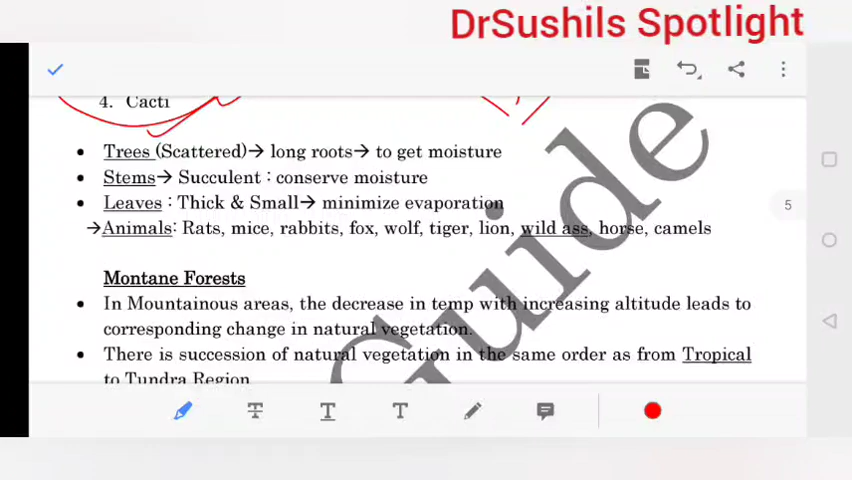 DrSushils Spotlight
4. Cacti
• Trees (Scattered)→ long roots→ to get moisture
• Stems→ Succulent : conserve moisture
• Leaves : Thick & Small→ minimize evaporation
→Animals: Rats, mice, rabbits, fox, wolf, tiger, lion, wild ass, horse, camels
5
Montane Forests
• In Mountainous areas, the decrease in temp with increasing altitude leads to
corresponding change in natural vegetation.
• There is succession of natural vegetation in the same order as from Tropical
to Tundra Region
Guide